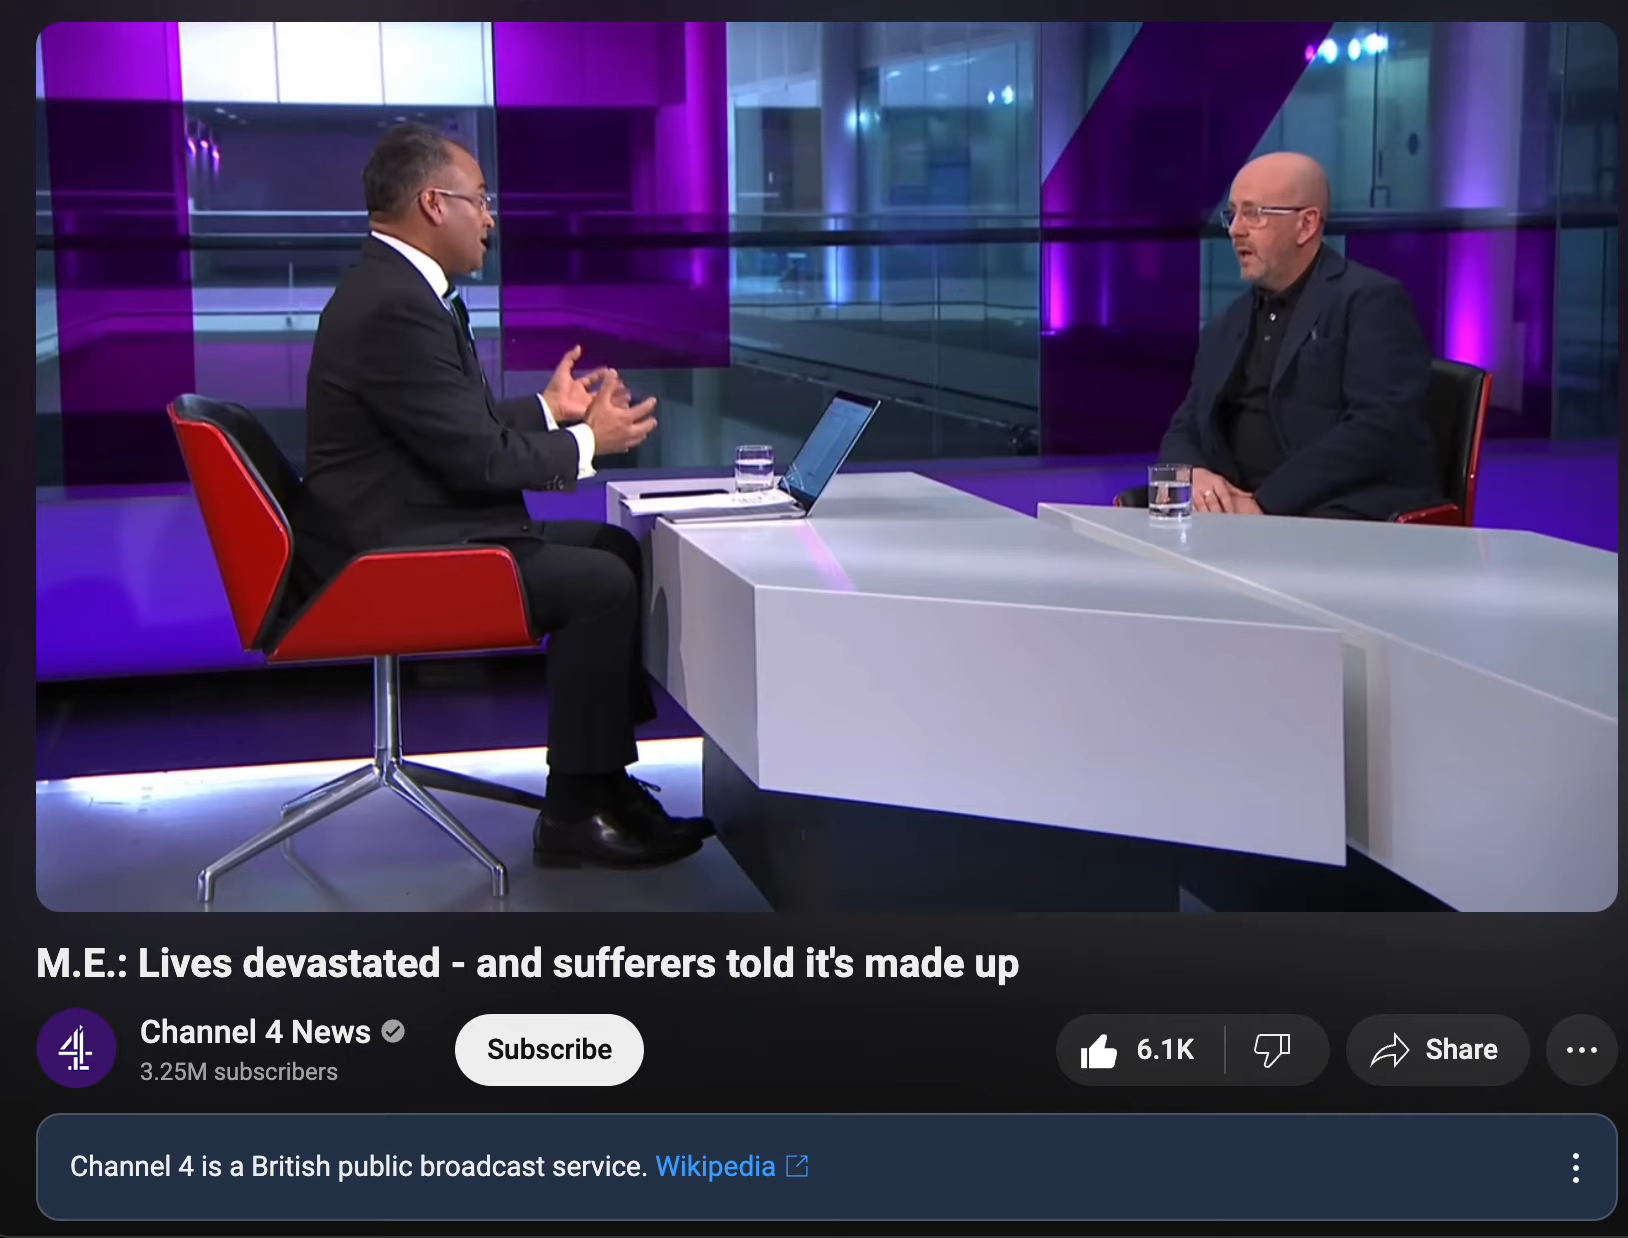 M.E.: Lives devastated - and sufferers told it's made up
Channel 4 News
3.25M subscribers
Subscribe
6.1K
Share
Channel 4 is a British public broadcast service. Wikipedia